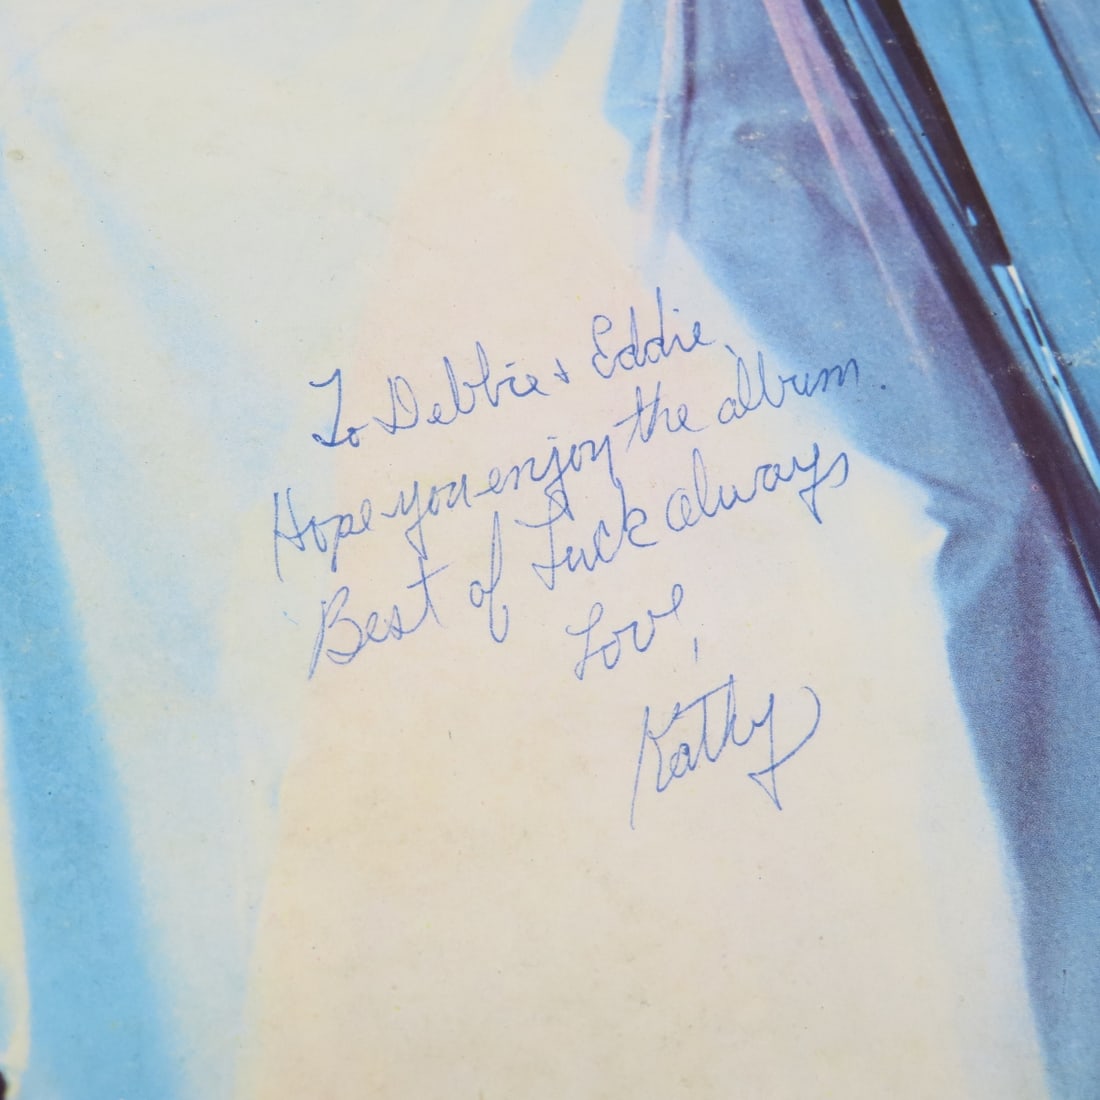 To Debbie + Eddie,
Hope you enjoy the album.
Best of Luck always
Love,
Kathy